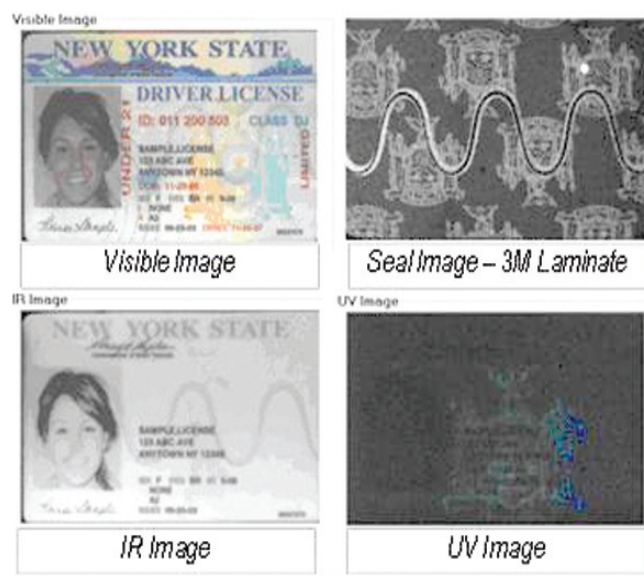 Visible Image
NEW YORK STATE
DRIVER LICENSE
ID: 011 200 503 CLASS DJ
UNDER 21
LIMITED
SAMPLE,LICENSE
123 ABC AVE
ANYTOWN NY 12345
NONE
Visible Image
Seal Image – 3M Laminate
IR Image
NEW YORK STATE
SAMPLE,LICENSE
123 ABC AVE
ANYTOWN NY 12345
NONE
IR Image
UV Image
UV Image